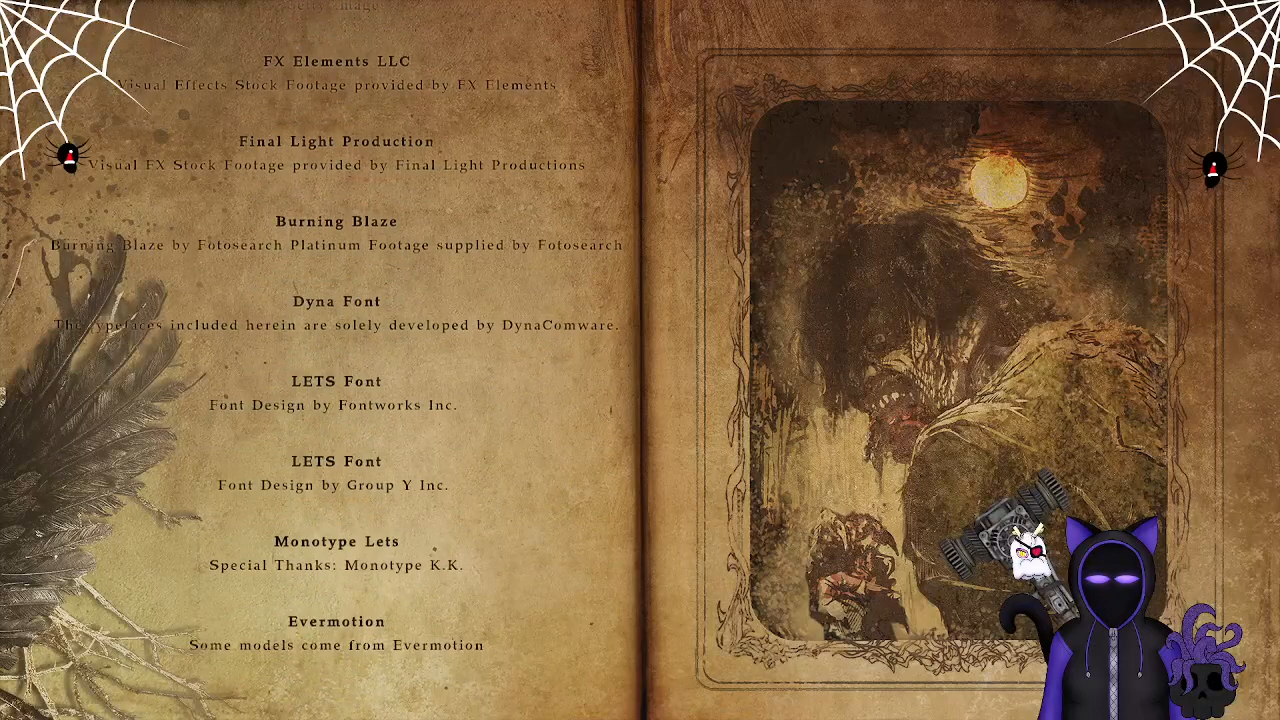 Getty Image
FX Elements LLC
Visual Effects Stock Footage provided by FX Elements
Final Light Production
Visual FX Stock Footage provided by Final Light Productions
Burning Blaze
Burning Blaze by Fotosearch Platinum Footage supplied by Fotosearch
Dyna Font
The typefaces included herein are solely developed by DynaComware.
LETS Font
Font Design by Fontworks Inc.
LETS Font
Font Design by Group Y Inc.
Monotype Lets
Special Thanks: Monotype K.K.
Evermotion
Some models come from Evermotion